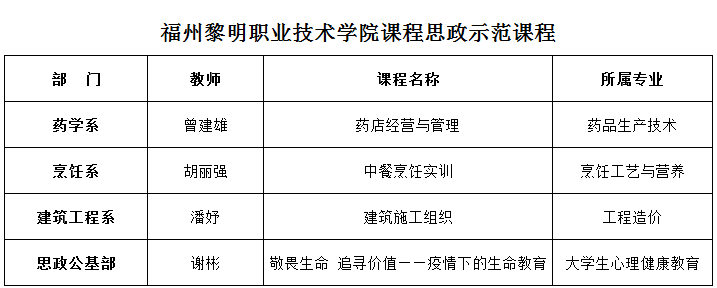 福州黎明职业技术学院课程思政示范课程
部 门 教师 课程名称 所属专业
药学系 曾建雄 药店经营与管理 药品生产技术
烹饪系 胡丽强 中餐烹饪实训 烹饪工艺与营养
建筑工程系 潘妤 建筑施工组织 工程造价
思政公基部 谢彬 敬畏生命 追寻价值——疫情下的生命教育 大学生心理健康教育